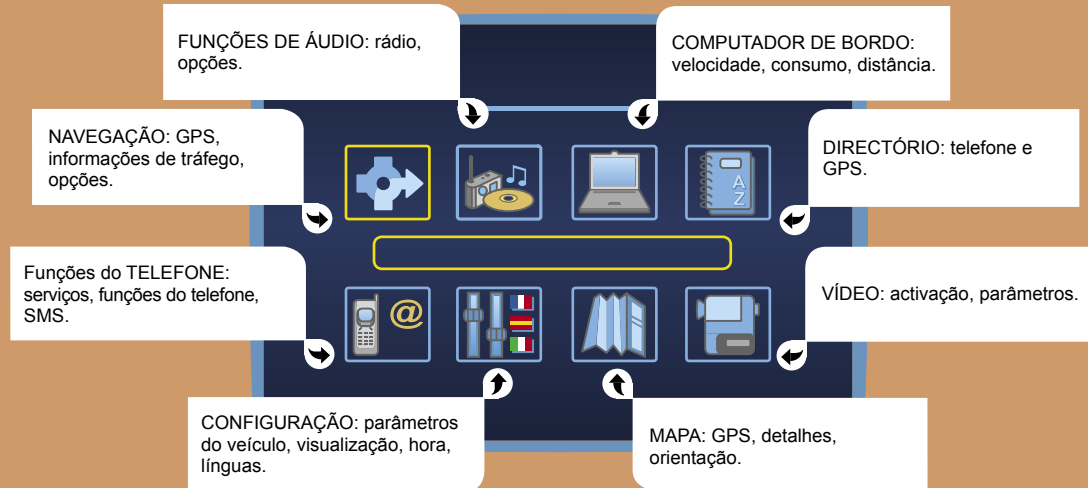 FUNÇÕES DE ÁUDIO: rádio,
opções.
COMPUTADOR DE BORDO:
velocidade, consumo, distância.
NAVEGAÇÃO: GPS,
informações de tráfego,
opções.
DIRECTÓRIO: telefone e
GPS.
A
Z
Funções do TELEFONE:
serviços, funções do telefone,
SMS.
@
VÍDEO: activação, parâmetros.
CONFIGURAÇÃO: parâmetros
do veículo, visualização, hora,
línguas.
MAPA: GPS, detalhes,
orientação.